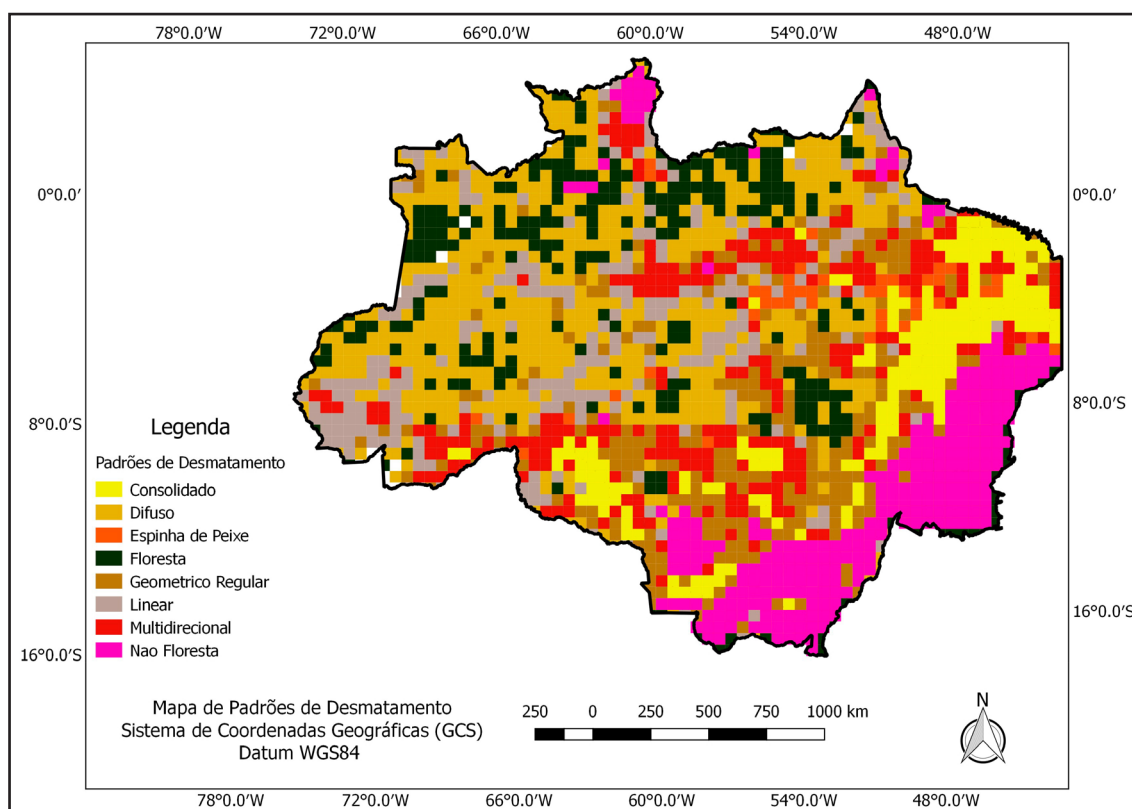 78°0.0'W 72°0.0'W 66°0.0'W 60°0.0'W 54°0.0'W 48°0.0'W
0°0.0′ 0°0.0′
8°0.0'S 8°0.0'S
16°0.0'S 16°0.0'S
Legenda
Padrões de Desmatamento
Consolidado
Difuso
Espinha de Peixe
Floresta
Geometrico Regular
Linear
Multidirecional
Nao Floresta
Mapa de Padrões de Desmatamento
Sistema de Coordenadas Geográficas (GCS)
Datum WGS84
250 0 250 500 750 1000 km
N
78°0.0'W 72°0.0'W 66°0.0'W 60°0.0'W 54°0.0'W 48°0.0'W